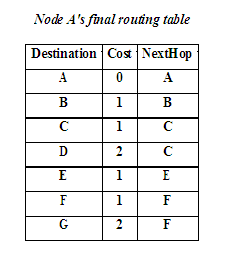 Node A's final routing table
Destination Cost NextHop
A 0 A
B 1 B
C 1 C
D 2 C
E 1 E
F 1 F
G 2 F